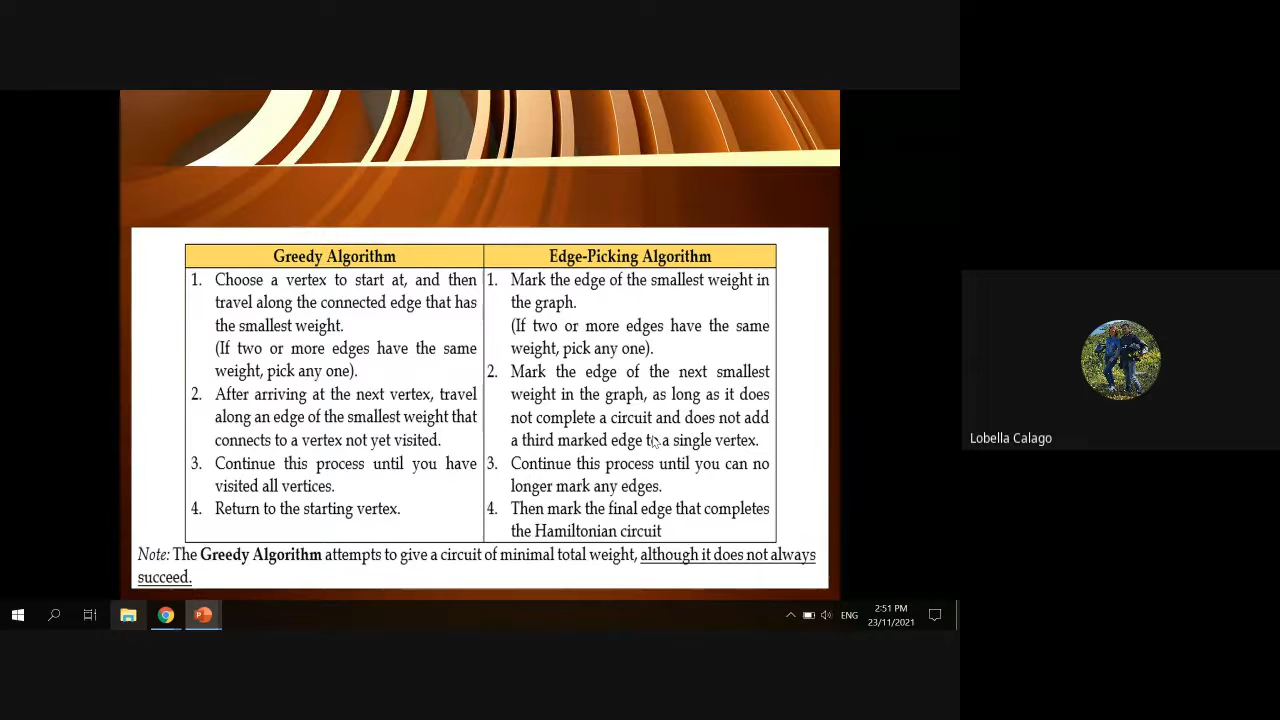 Greedy Algorithm
1. Choose a vertex to start at, and then
travel along the connected edge that has
the smallest weight.
(If two or more edges have the same
weight, pick any one).
2. After arriving at the next vertex, travel
along an edge of the smallest weight that
connects to a vertex not yet visited.
3. Continue this process until you have
visited all vertices.
4. Return to the starting vertex.
Edge-Picking Algorithm
1. Mark the edge of the smallest weight in
the graph.
(If two or more edges have the same
weight, pick any one).
2. Mark the edge of the next smallest
weight in the graph, as long as it does
not complete a circuit and does not add
a third marked edge to a single vertex.
3. Continue this process until you can no
longer mark any edges.
4. Then mark the final edge that completes
the Hamiltonian circuit
Note: The Greedy Algorithm attempts to give a circuit of minimal total weight, although it does not always
succeed.
Lobella Calago
ENG
2:51 PM
23/11/2021